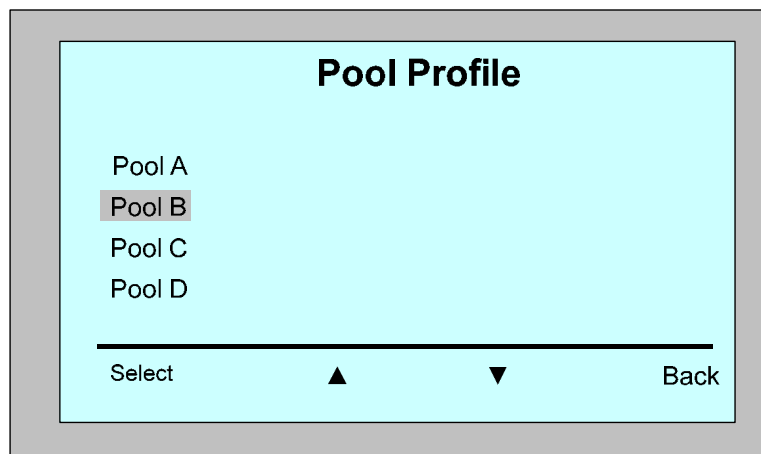 Pool Profile
Pool A
Pool B
Pool C
Pool D
Select ▲ ▼ Back